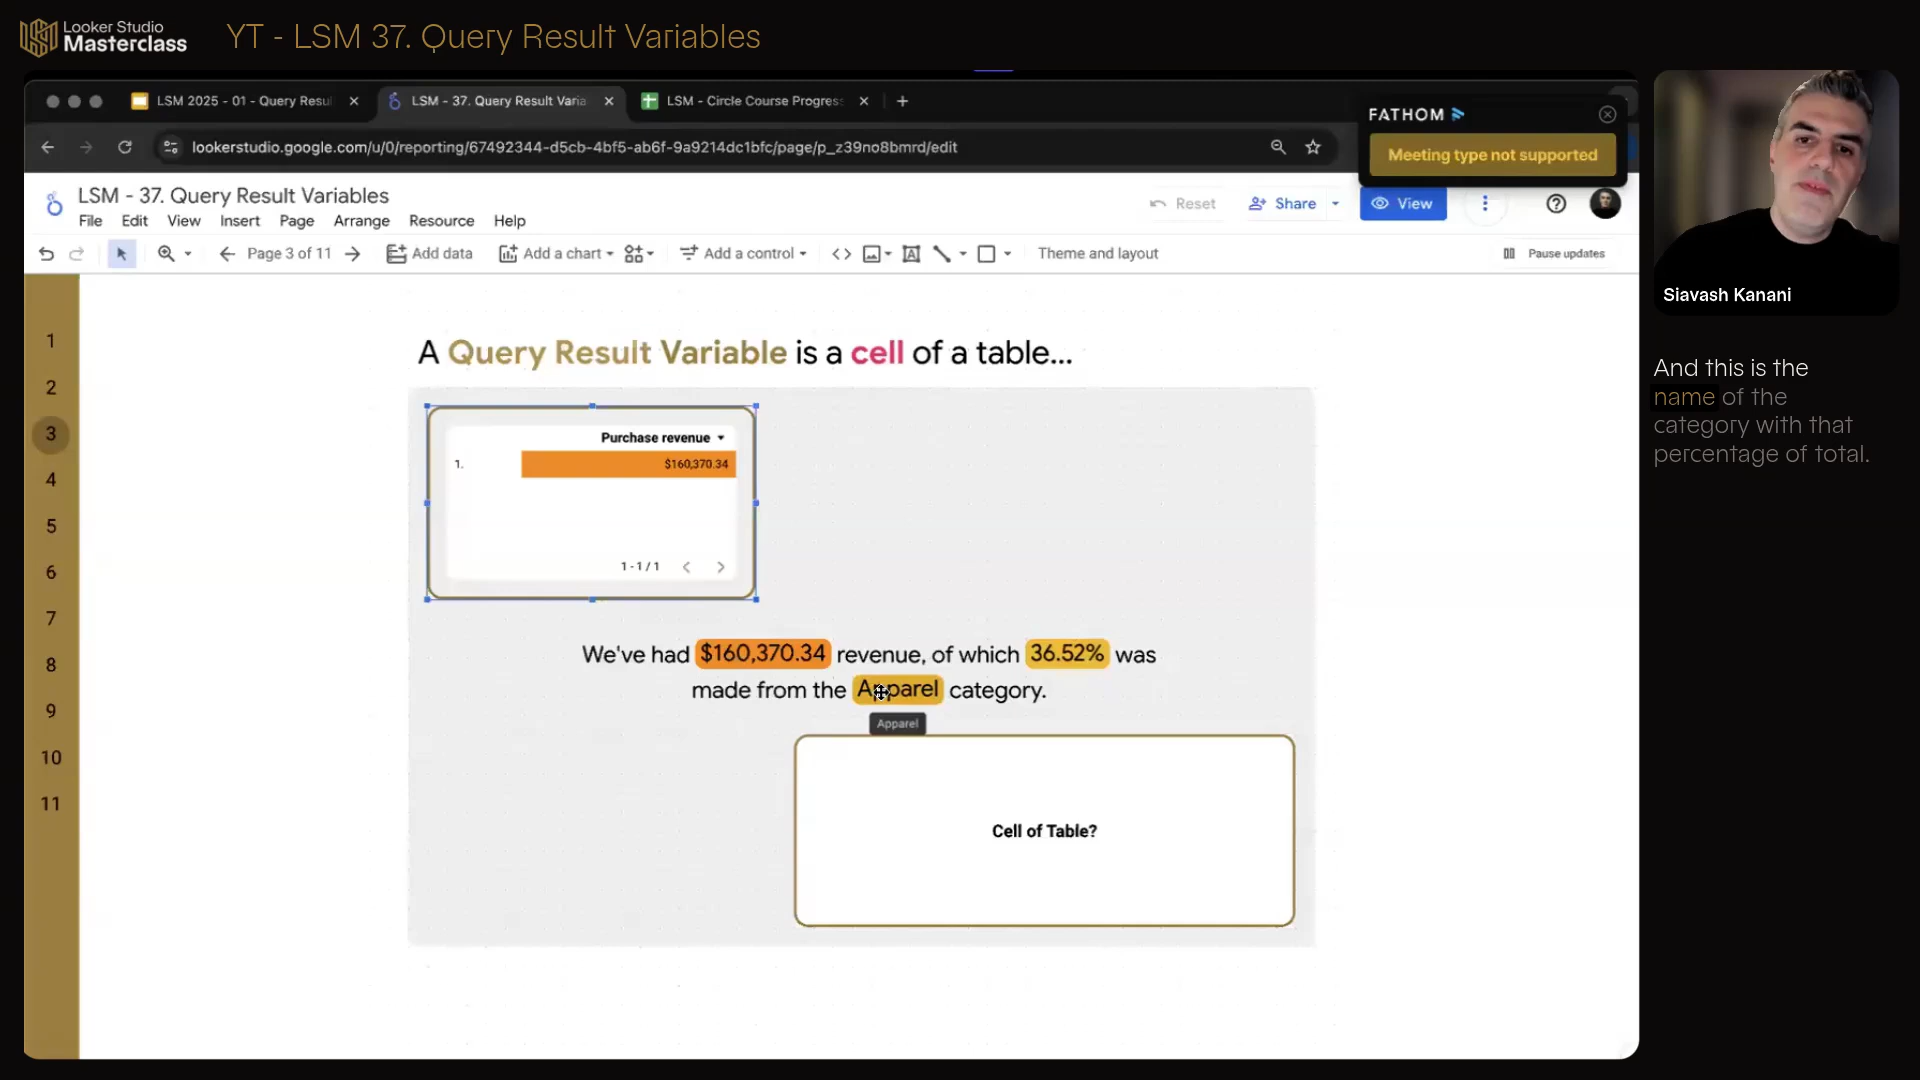 Looker Studio
Masterclass
YT - LSM 37. Query Result Variables
LSM 2025 - 01 - Query Resu
LSM - 37. Query Result Varia
LSM - Circle Course Progres
lookerstudio.google.com/u/0/reporting/67492344-d5cb-4bf5-ab6f-9a9214dc1bfc/page/p_z39no8bmrd/edit
FATHOM
Meeting type not supported
Siavash Kanani
And this is the
name of the
category with that
percentage of total.
LSM - 37. Query Result Variables
File Edit View Insert Page Arrange Resource Help
Reset Share View
Page 3 of 11 Add data Add a chart Add a control Theme and layout Pause updates
1
2
3
4
5
6
7
8
9
10
11
A Query Result Variable is a cell of a table...
Purchase revenue
1. $160,370.34
1 - 1 / 1
We've had $160,370.34 revenue, of which 36.52% was
made from the Apparel category.
Apparel
Cell of Table?